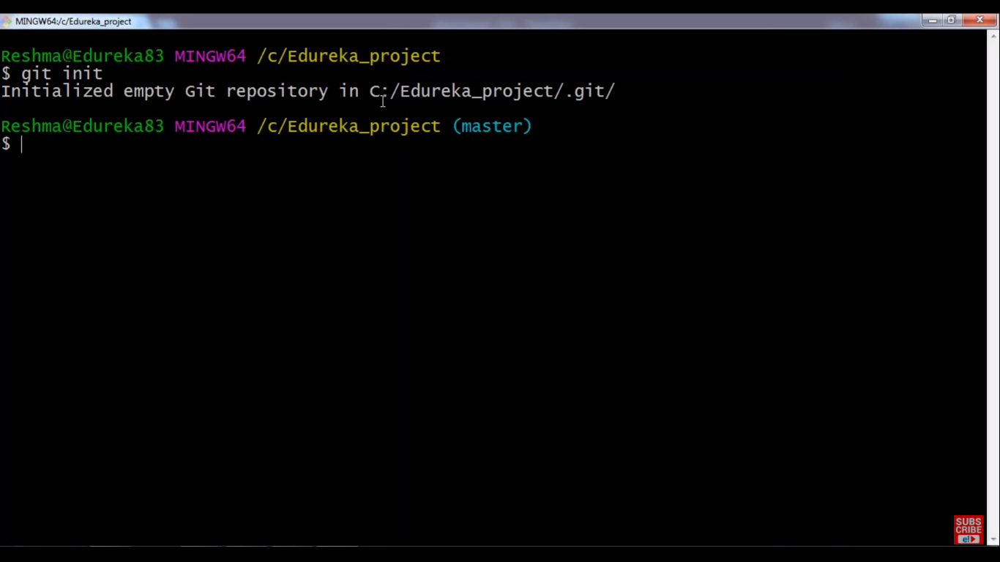 MINGW64:/c/Edureka_project
Reshma@Edureka83 MINGW64 /c/Edureka_project
$ git init
Initialized empty Git repository in C:/Edureka_project/.git/
Reshma@Edureka83 MINGW64 /c/Edureka_project (master)
$
SUBS
CRIBE
e!